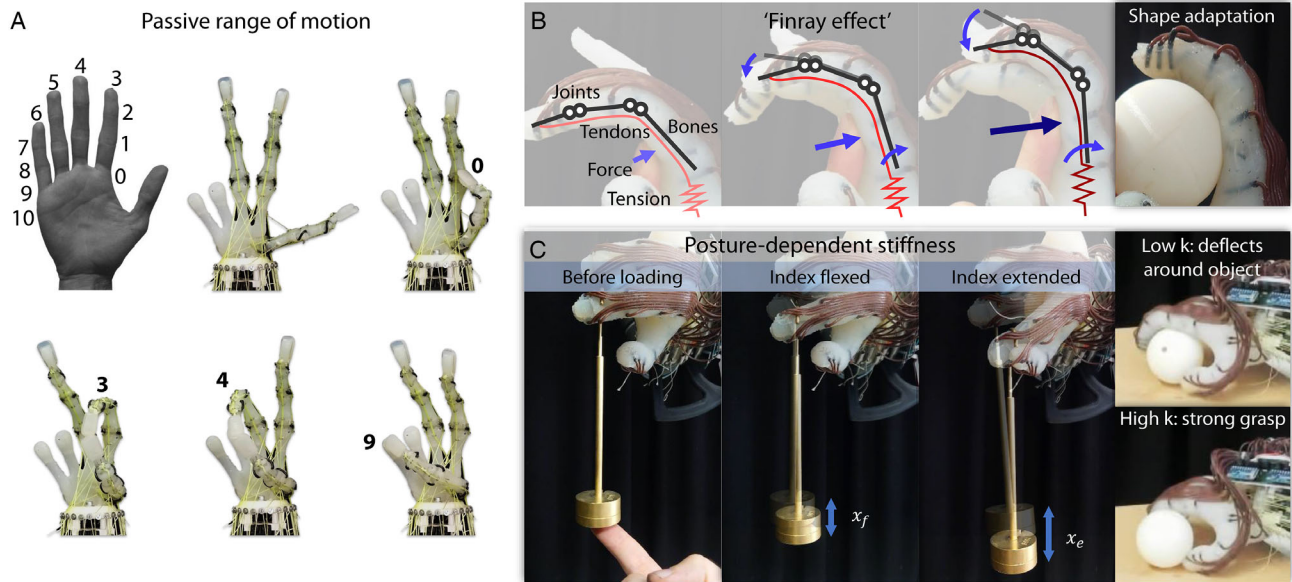 A
Passive range of motion
4
5
3
6
2
7
1
8
0
9
10
0
3
4
9
B
‘Finray effect’
Shape adaptation
Joints
Tendons
Bones
Force
Tension
C
Posture-dependent stiffness
Before loading
Index flexed
Index extended
x_f
x_e
Low k: deflects
around object
High k: strong grasp